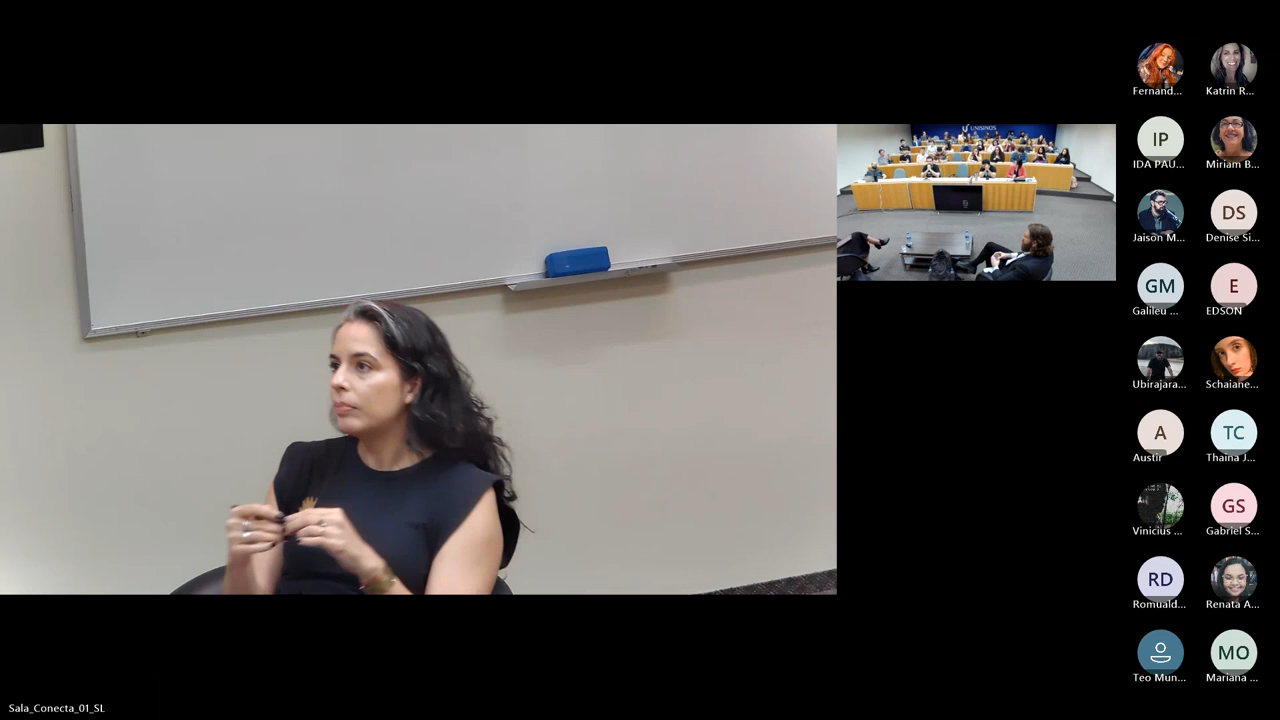 UNISINOS
Fernand... Katrin R...
IP
IDA PAU... Miriam B...
DS
Jaison M... Denise Si...
GM E
Galileu ... EDSON
Ubirajara... Schaiane...
A TC
Austir Thainá J...
GS
Vinicius ... Gabriel S...
RD
Romuald... Renata A...
MO
Teo Mun... Mariana ...
Sala_Conecta_01_SL